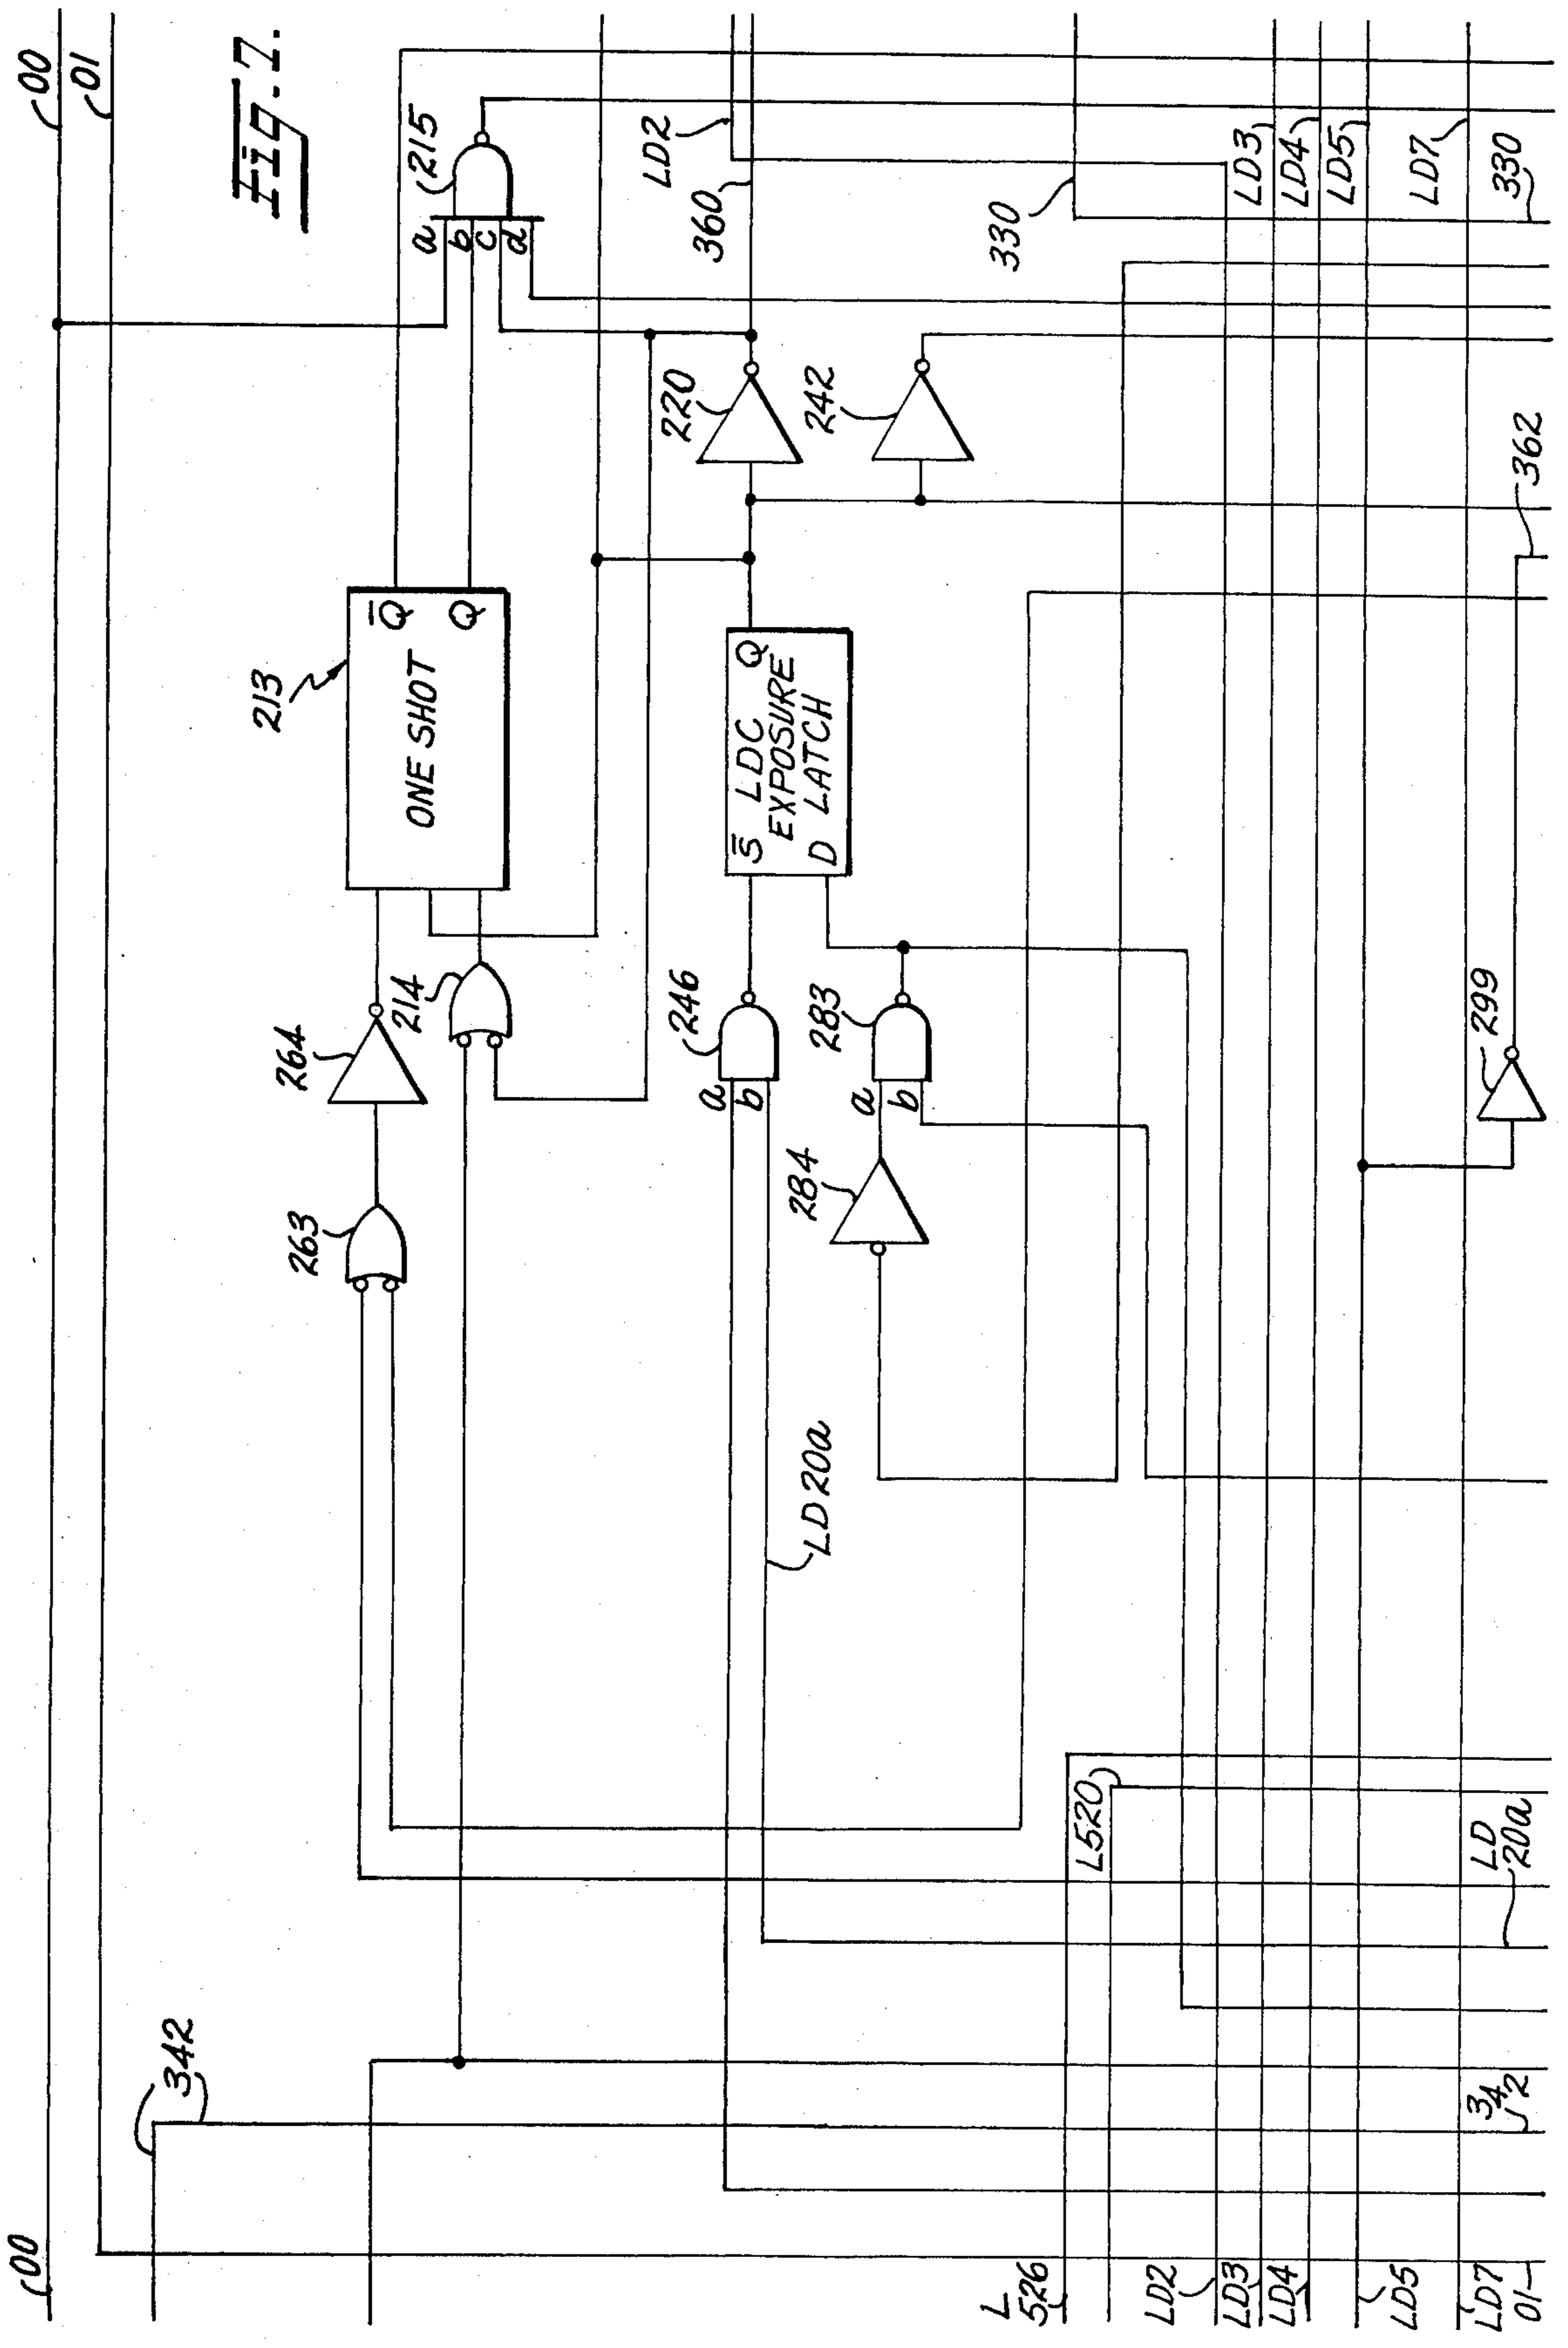 Fig. 7.
00
01
00
342
213
ONE SHOT
Q̅
Q
a
b
c
d
215
263
264
214
LD2
360
220
242
246
a
b
S̅ LDC Q
EXPOSURE
D LATCH
283
a
b
284
LD20a
330
LD3
LD4
LD5
LD7
330
362
299
L520
LD
20a
342
L
526
LD2
LD3
LD4
LD5
LD7
01